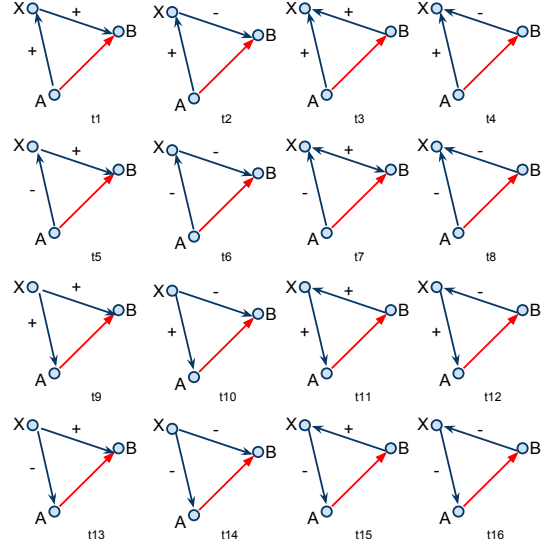 X + B + A t1
X - B + A t2
X + B + A t3
X - B + A t4
X + B - A t5
X - B - A t6
X + B - A t7
X - B - A t8
X + B + A t9
X - B + A t10
X + B + A t11
X - B + A t12
X + B - A t13
X - B - A t14
X + B - A t15
X - B - A t16